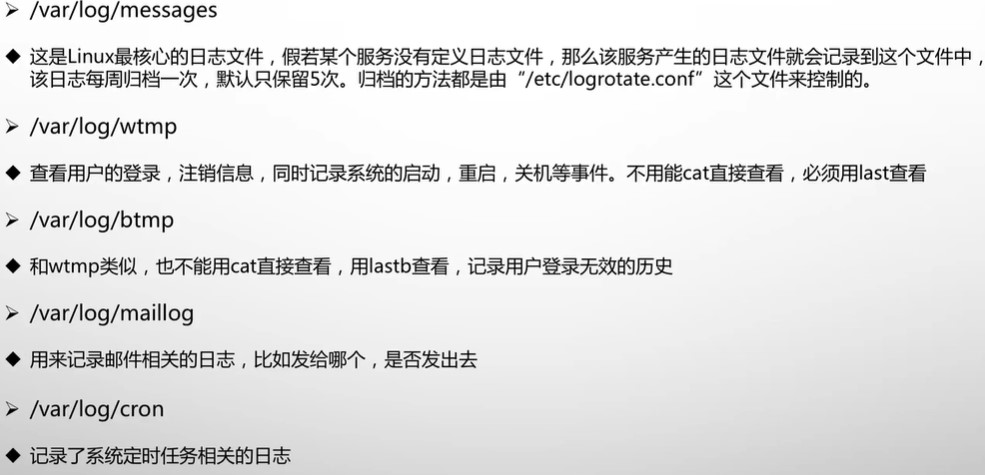 ➢ /var/log/messages
◆ 这是Linux最核心的日志文件，假若某个服务没有定义日志文件，那么该服务产生的日志文件就会记录到这个文件中，
该日志每周归档一次，默认只保留5次。归档的方法都是由“/etc/logrotate.conf”这个文件来控制的。
➢ /var/log/wtmp
◆ 查看用户的登录，注销信息，同时记录系统的启动，重启，关机等事件。不用能cat直接查看，必须用last查看
➢ /var/log/btmp
◆ 和wtmp类似，也不能用cat直接查看，用lastb查看，记录用户登录无效的历史
➢ /var/log/maillog
◆ 用来记录邮件相关的日志，比如发给哪个，是否发出去
➢ /var/log/cron
◆ 记录了系统定时任务相关的日志